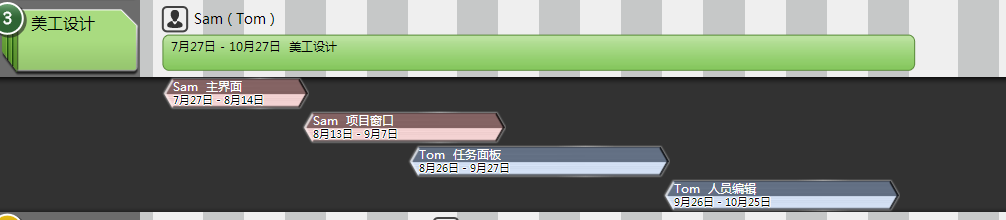 3 美工设计
Sam ( Tom )
7月27日 - 10月27日 美工设计
Sam 主界面
7月27日 - 8月14日
Sam 项目窗口
8月13日 - 9月7日
Tom 任务面板
8月26日 - 9月27日
Tom 人员编辑
9月26日 - 10月25日